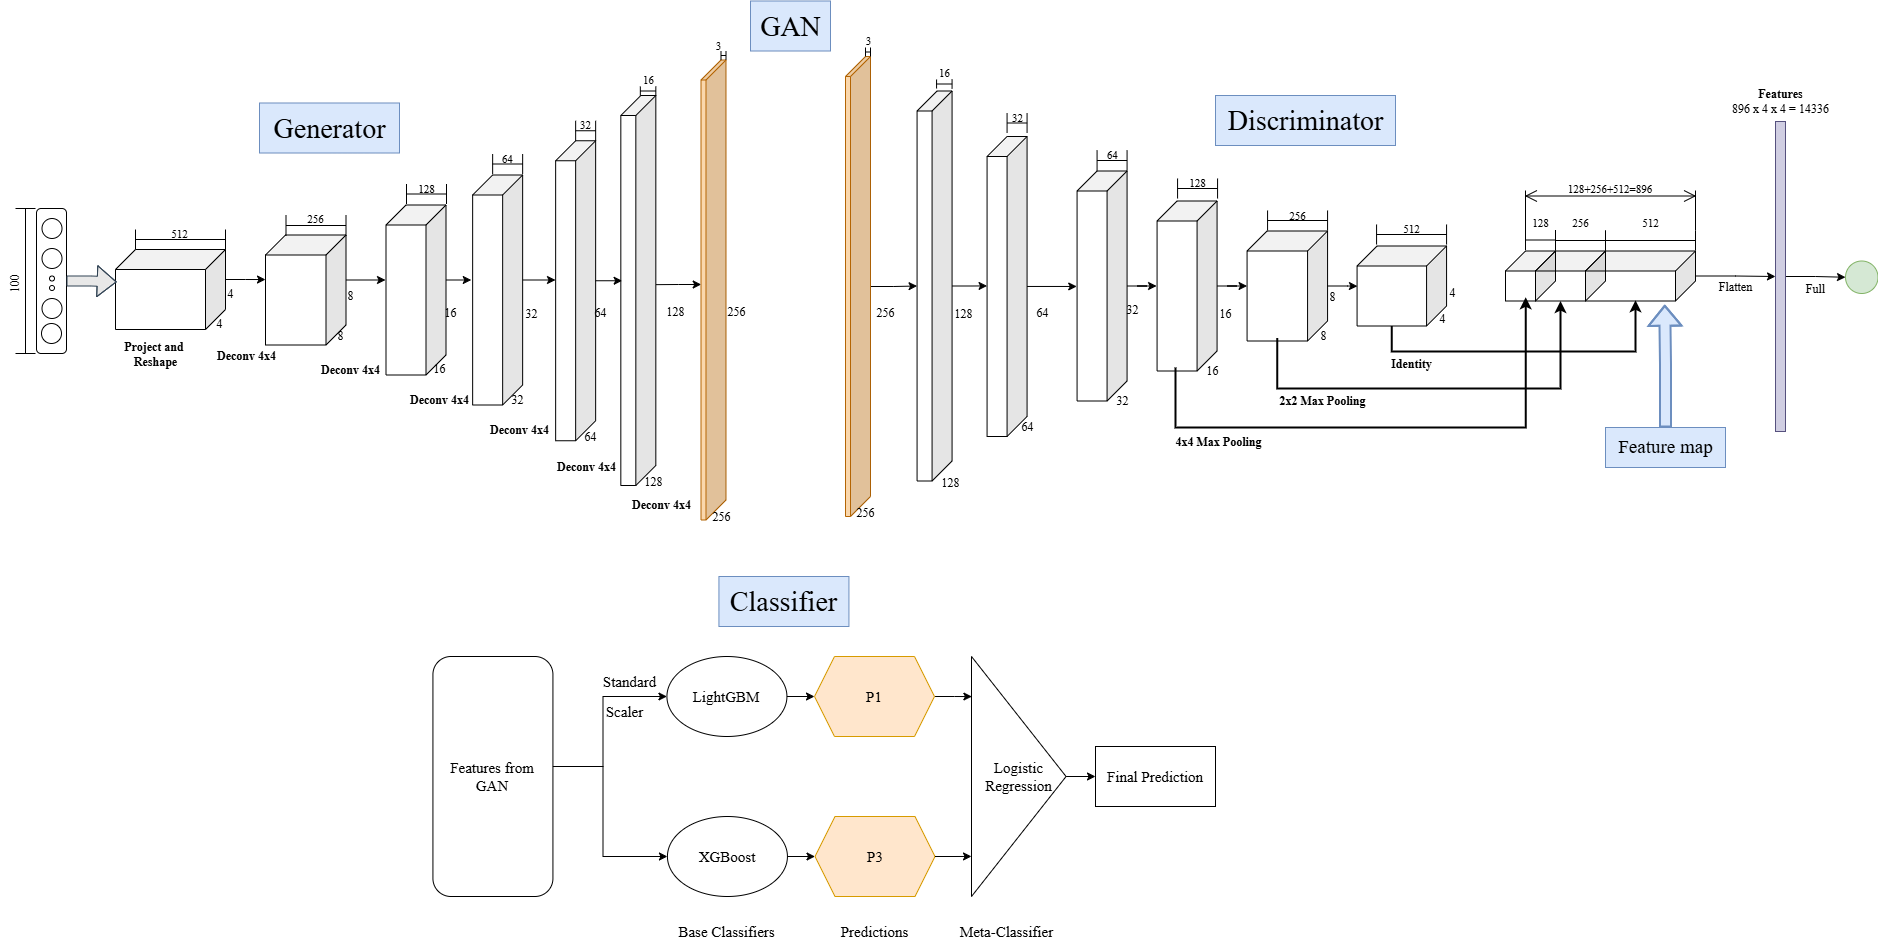 GAN
Generator
Discriminator
100
512
4
4
Project and
Reshape
256
8
8
Deconv 4x4
128
16
16
Deconv 4x4
64
32
32
Deconv 4x4
32
64
64
Deconv 4x4
16
128
128
Deconv 4x4
3
256
256
Deconv 4x4
3
256
256
16
128
128
32
64
64
64
32
32
128
16
16
256
8
8
512
4
4
Identity
2x2 Max Pooling
4x4 Max Pooling
128+256+512=896
128
256
512
Feature map
Flatten
Features
896 x 4 x 4 = 14336
Full
Classifier
Features from
GAN
Standard
Scaler
LightGBM
P1
XGBoost
P3
Logistic
Regression
Final Prediction
Base Classifiers
Predictions
Meta-Classifier